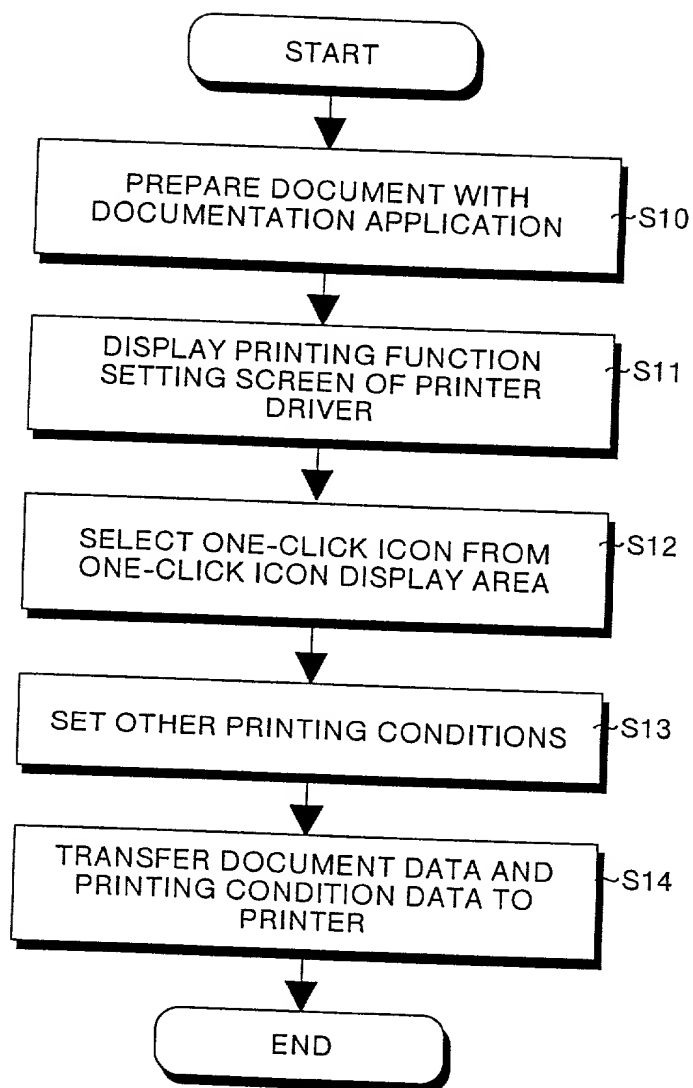 START
PREPARE DOCUMENT WITH
DOCUMENTATION APPLICATION
S10
DISPLAY PRINTING FUNCTION
SETTING SCREEN OF PRINTER
DRIVER
S11
SELECT ONE-CLICK ICON FROM
ONE-CLICK ICON DISPLAY AREA
S12
SET OTHER PRINTING CONDITIONS
S13
TRANSFER DOCUMENT DATA AND
PRINTING CONDITION DATA TO
PRINTER
S14
END